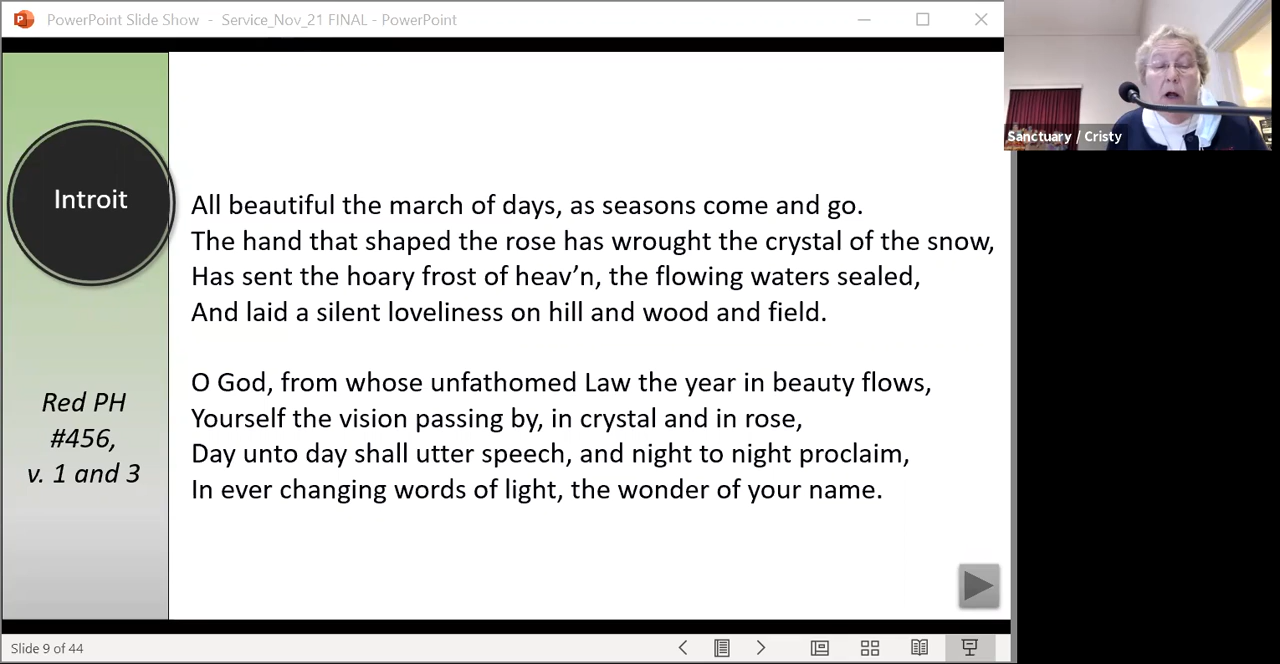 PowerPoint Slide Show - Service_Nov_21 FINAL - PowerPoint
Sanctuary / Cristy
Introit
Red PH
#456,
v. 1 and 3
All beautiful the march of days, as seasons come and go.
The hand that shaped the rose has wrought the crystal of the snow,
Has sent the hoary frost of heav’n, the flowing waters sealed,
And laid a silent loveliness on hill and wood and field.
O God, from whose unfathomed Law the year in beauty flows,
Yourself the vision passing by, in crystal and in rose,
Day unto day shall utter speech, and night to night proclaim,
In ever changing words of light, the wonder of your name.
Slide 9 of 44